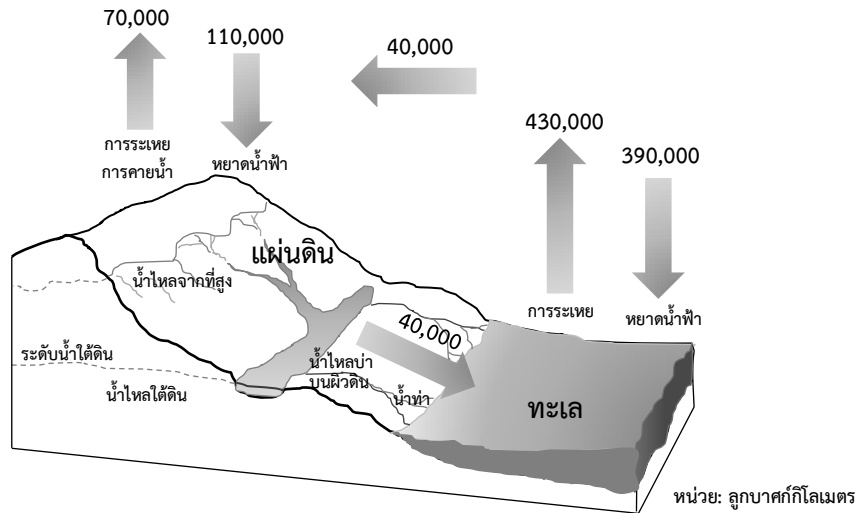 70,000
110,000
40,000
430,000
390,000
การระเหย
การคายน้ำ
หยาดน้ำฟ้า
แผ่นดิน
น้ำไหลจากที่สูง
การระเหย
หยาดน้ำฟ้า
40,000
ระดับน้ำใต้ดิน
น้ำไหลบ่า
บนผิวดิน
น้ำไหลใต้ดิน
น้ำท่า
ทะเล
หน่วย: ลูกบาศก์กิโลเมตร